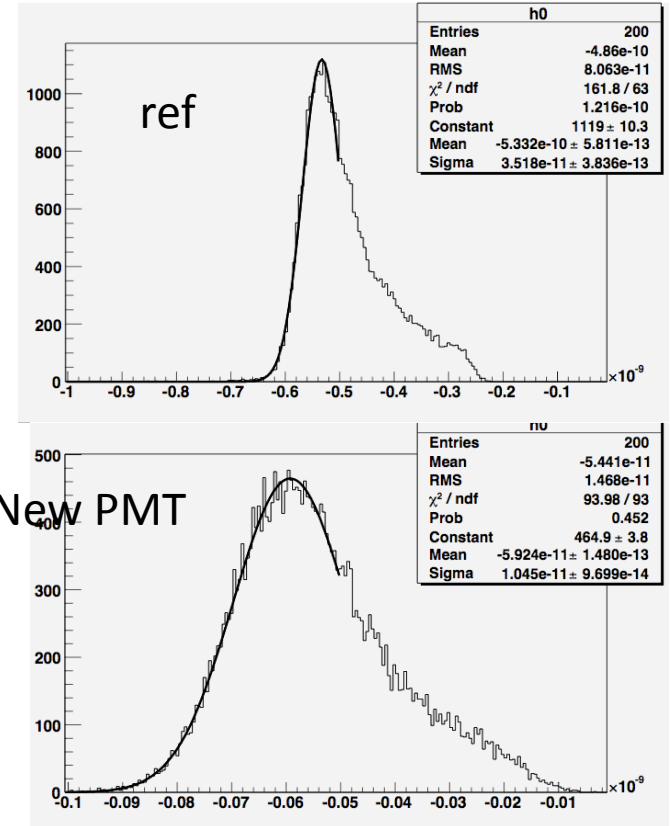 h0
Entries 200
Mean -4.86e-10
RMS 8.063e-11
χ² / ndf 161.8 / 63
Prob 1.216e-10
Constant 1119 ± 10.3
Mean -5.332e-10 ± 5.811e-13
Sigma 3.518e-11 ± 3.836e-13
ref
1000
800
600
400
200
0
-1 -0.9 -0.8 -0.7 -0.6 -0.5 -0.4 -0.3 -0.2 -0.1
×10⁻⁹
h0
Entries 200
Mean -5.441e-11
RMS 1.468e-11
χ² / ndf 93.98 / 93
Prob 0.452
Constant 464.9 ± 3.8
Mean -5.924e-11 ± 1.480e-13
Sigma 1.045e-11 ± 9.699e-14
New PMT
500
400
300
200
100
0
-0.1 -0.09 -0.08 -0.07 -0.06 -0.05 -0.04 -0.03 -0.02 -0.01
×10⁻⁹